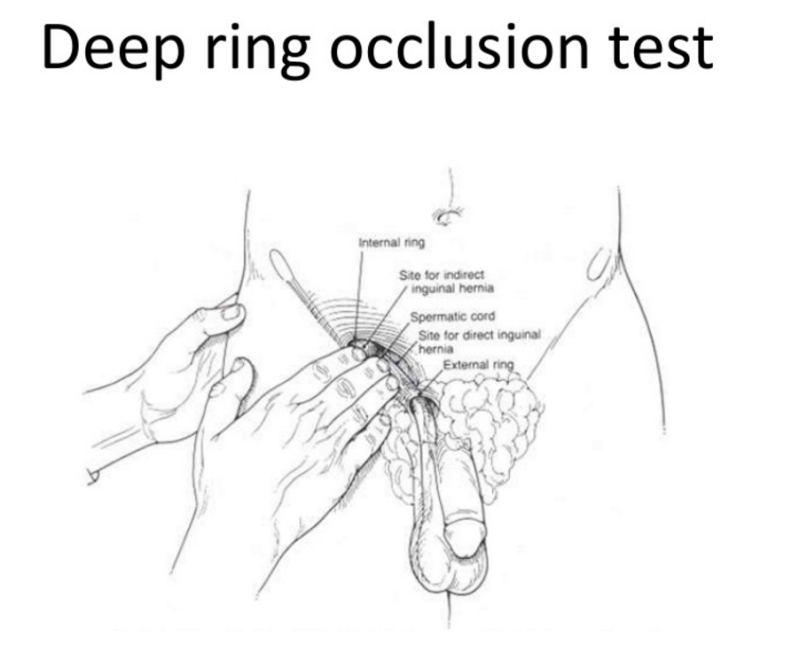 Deep ring occlusion test
Internal ring
Site for indirect
inguinal hernia
Spermatic cord
Site for direct inguinal
hernia
External ring